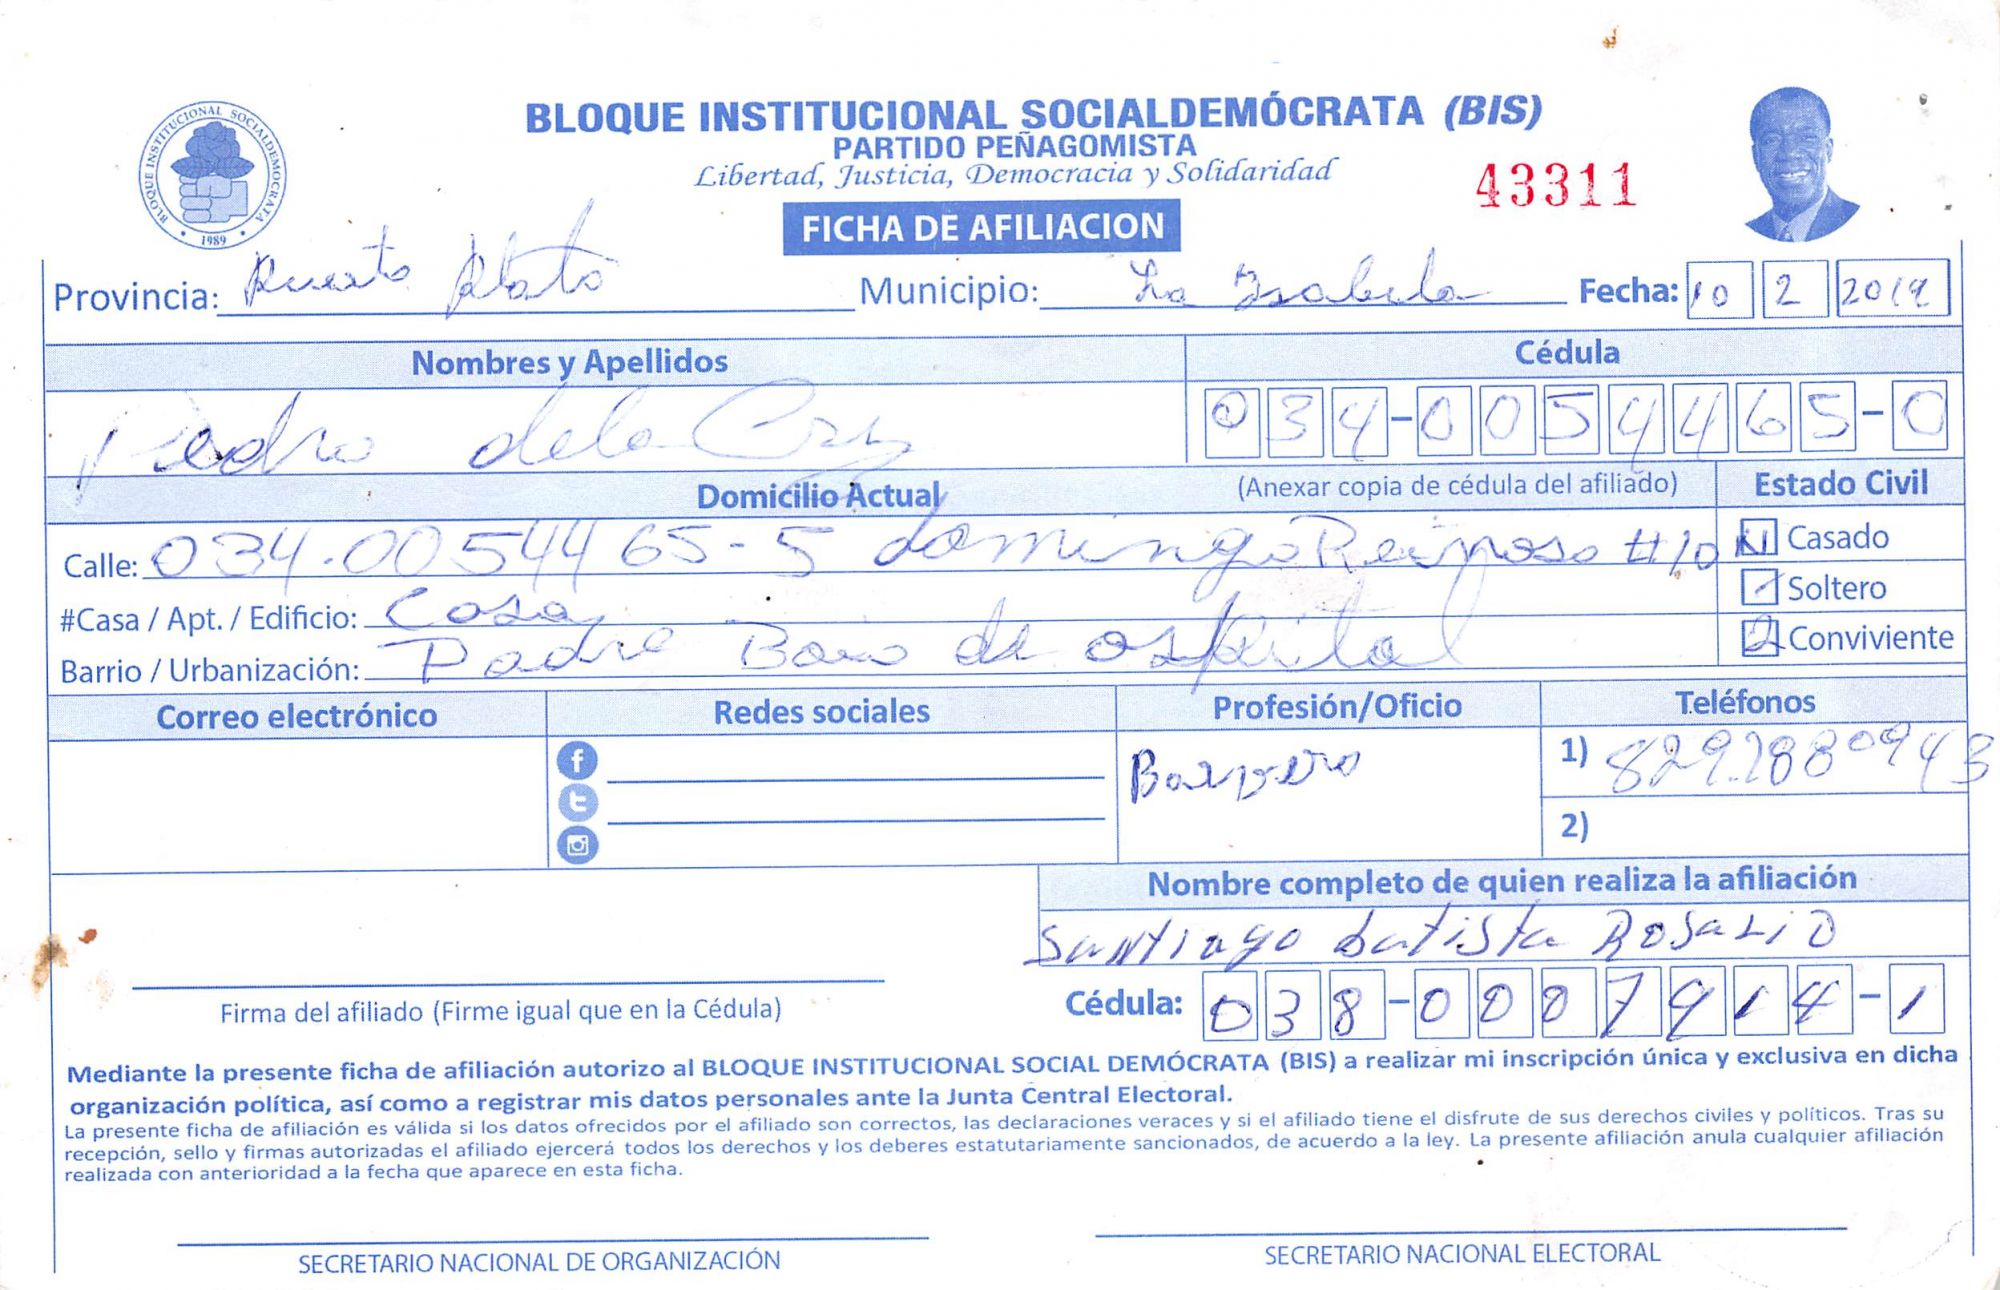 BLOQUE INSTITUCIONAL SOCIALDEMÓCRATA (BIS)
PARTIDO PEÑAGOMISTA
Libertad, Justicia, Democracia y Solidaridad
43311
BLOQUE INSTITUCIONAL SOCIALDEMOCRATA
1989
FICHA DE AFILIACION
Provincia: Puerto Plata Municipio: La Isabela Fecha: 10 2 2019
Nombres y Apellidos Cédula
Pedro dela Cruz 034-0054465-0
Domicilio Actual (Anexar copia de cédula del afiliado) Estado Civil
Calle: 034.0054465-5 domingo Reinoso #10 Casado
#Casa / Apt. / Edificio: Casa Soltero
Barrio / Urbanización: Padre de ospital 2 Conviviente
Correo electrónico Redes sociales Profesión/Oficio Teléfonos
Barbero 1) 829.2880943
2)
Nombre completo de quien realiza la afiliación
Santiago batista Rosario
Cédula: 038-0007914-1
Firma del afiliado (Firme igual que en la Cédula)
Mediante la presente ficha de afiliación autorizo al BLOQUE INSTITUCIONAL SOCIAL DEMÓCRATA (BIS) a realizar mi inscripción única y exclusiva en dicha
organización política, así como a registrar mis datos personales ante la Junta Central Electoral.
La presente ficha de afiliación es válida si los datos ofrecidos por el afiliado son correctos, las declaraciones veraces y si el afiliado tiene el disfrute de sus derechos civiles y políticos. Tras su
recepción, sello y firmas autorizadas el afiliado ejercerá todos los derechos y los deberes estatutariamente sancionados, de acuerdo a la ley. La presente afiliación anula cualquier afiliación
realizada con anterioridad a la fecha que aparece en esta ficha.
SECRETARIO NACIONAL DE ORGANIZACIÓN SECRETARIO NACIONAL ELECTORAL